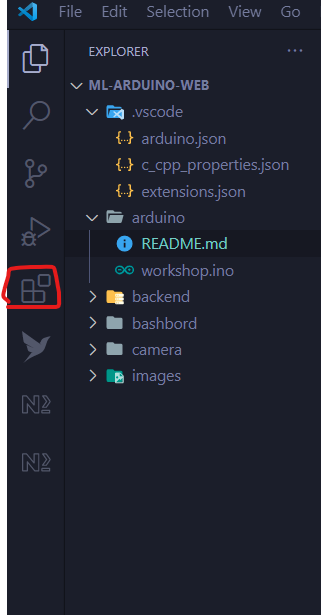 File Edit Selection View Go
EXPLORER
ML-ARDUINO-WEB
.vscode
{..} arduino.json
{..} c_cpp_properties.json
{..} extensions.json
arduino
README.md
workshop.ino
backend
bashbord
camera
images